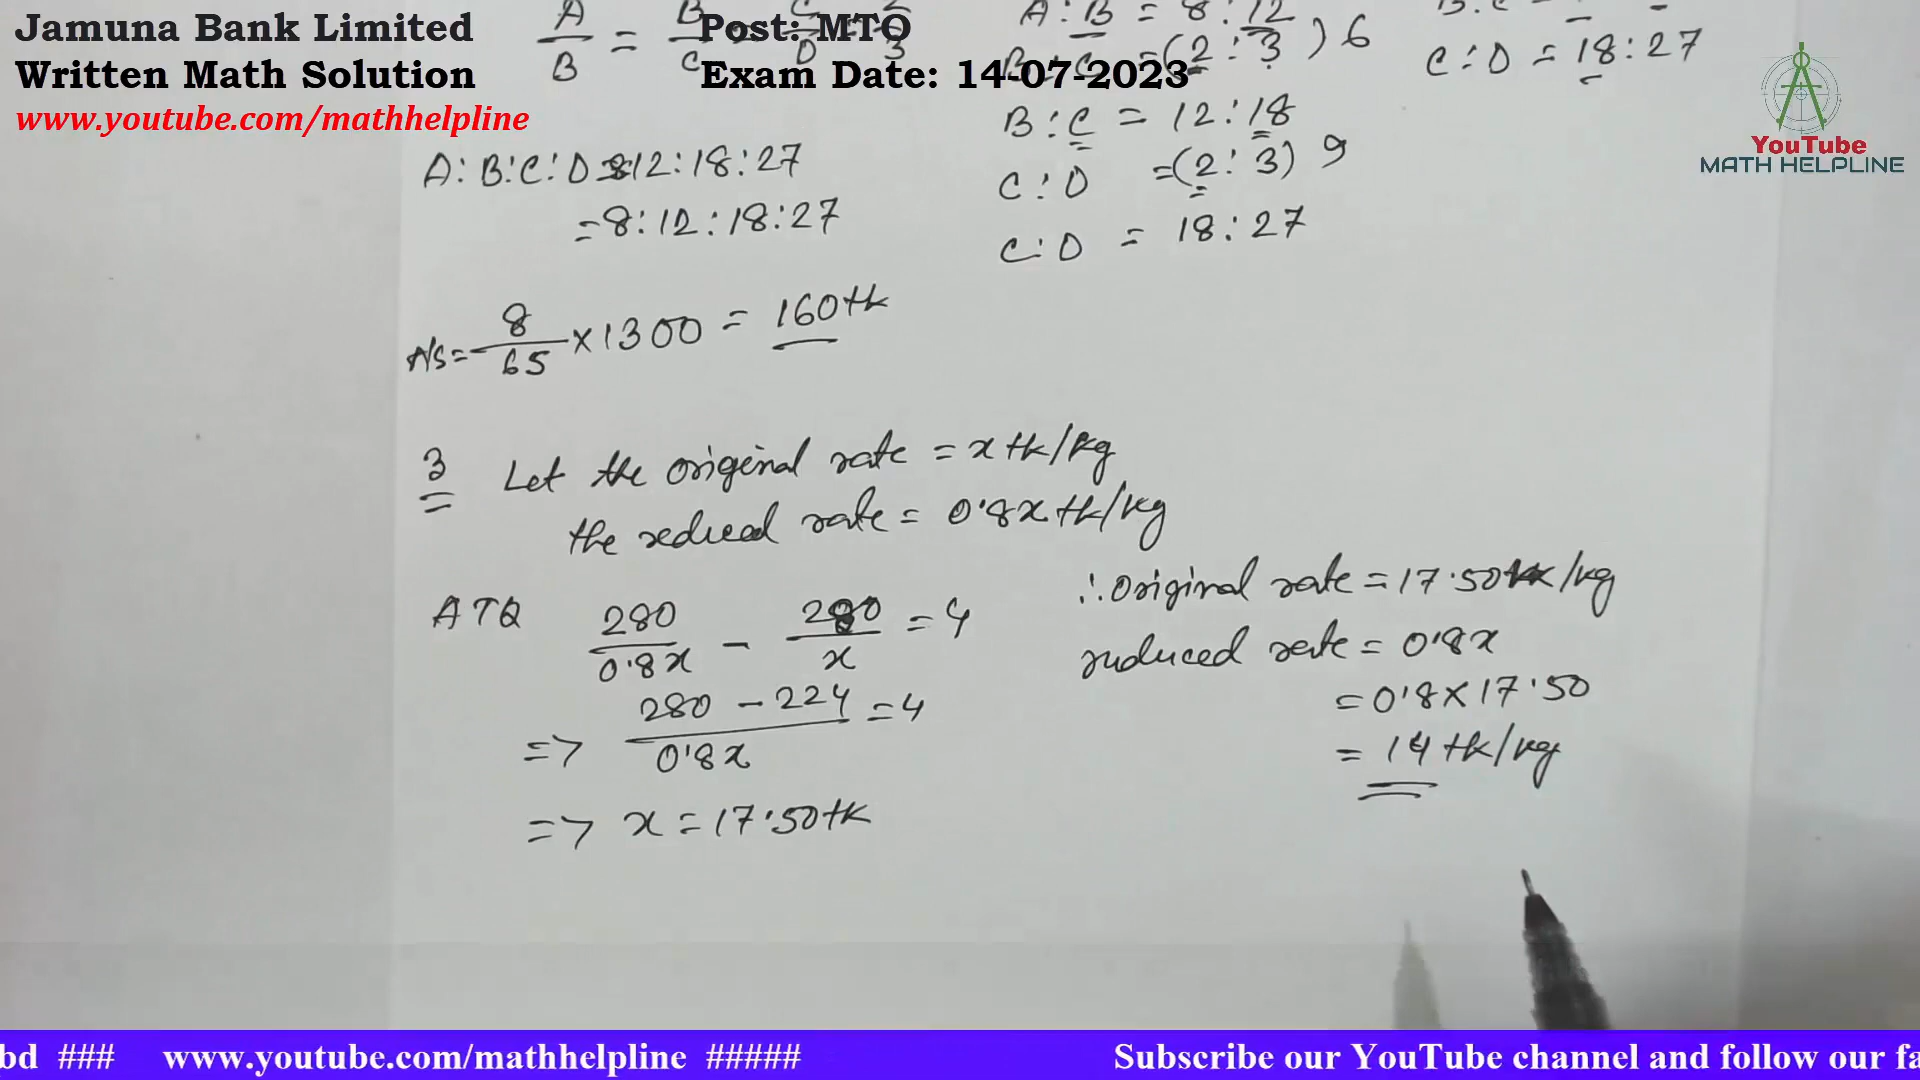 Jamuna Bank Limited
Written Math Solution
www.youtube.com/mathhelpline
Post: MTO
Exam Date: 14-07-2023
YouTube
MATH HELPLINE
A/B = B/C
A:B = 8:12
=(2:3)6
B:C = 12:18
C:D =(2:3)9
C:D = 18:27
C:D = 18:27
A:B:C:D 12:18:27
=8:12:18:27
A's = 8/65 × 1300 = 160tk
3 Let the original rate = x tk/kg
the reduced rate = 0.8x tk/kg
ATQ 280/0.8x - 280/x = 4
=> 280 - 224/0.8x = 4
=> x = 17.50tk
∴ Original rate = 17.50tk/kg
reduced rate = 0.8x
= 0.8 × 17.50
= 14 tk/kg
bd ### www.youtube.com/mathhelpline ##### Subscribe our YouTube channel and follow our fa